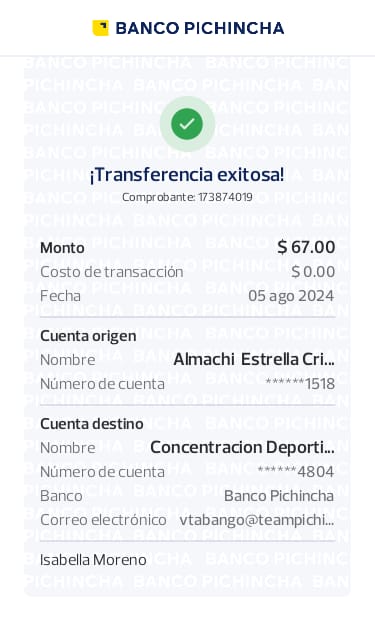 BANCO PICHINCHA
¡Transferencia exitosa!
Comprobante: 173874019
Monto $ 67.00
Costo de transacción $ 0.00
Fecha 05 ago 2024
Cuenta origen
Nombre Almachi Estrella Cri...
Número de cuenta ******1518
Cuenta destino
Nombre Concentracion Deporti...
Número de cuenta ******4804
Banco Banco Pichincha
Correo electrónico vtabango@teampichi...
Isabella Moreno